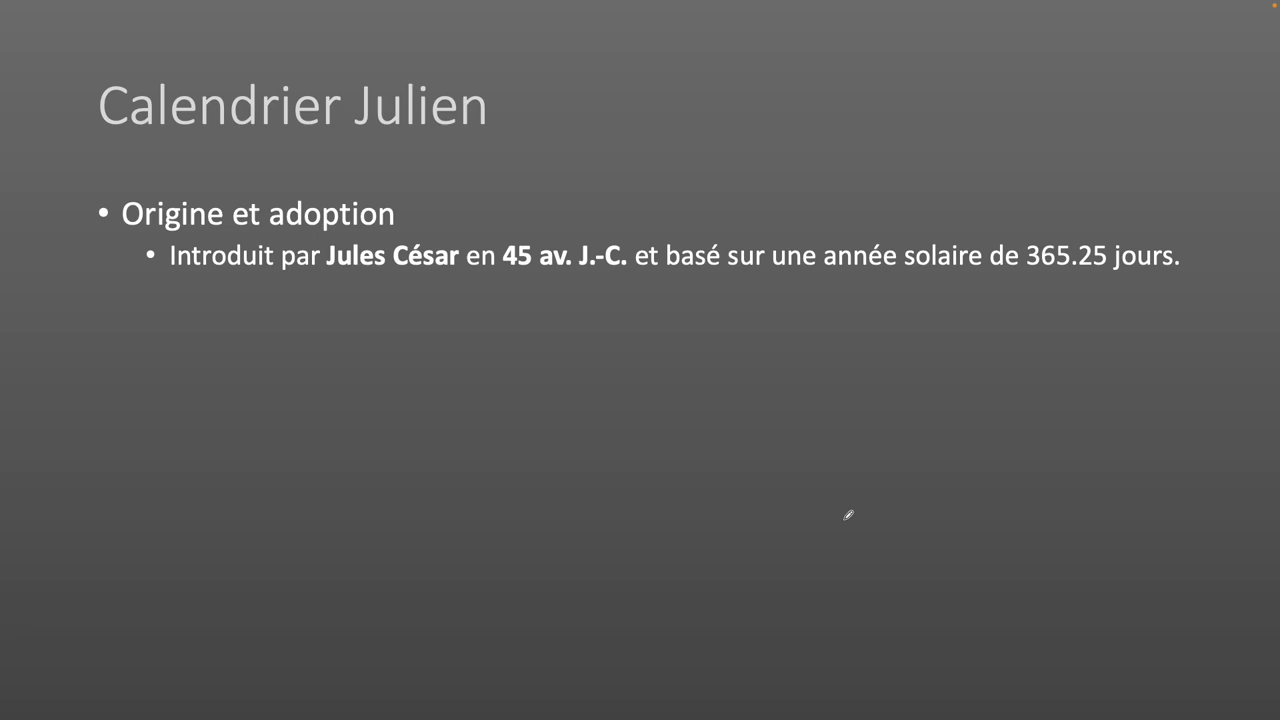 Calendrier Julien
• Origine et adoption
• Introduit par Jules César en 45 av. J.-C. et basé sur une année solaire de 365.25 jours.